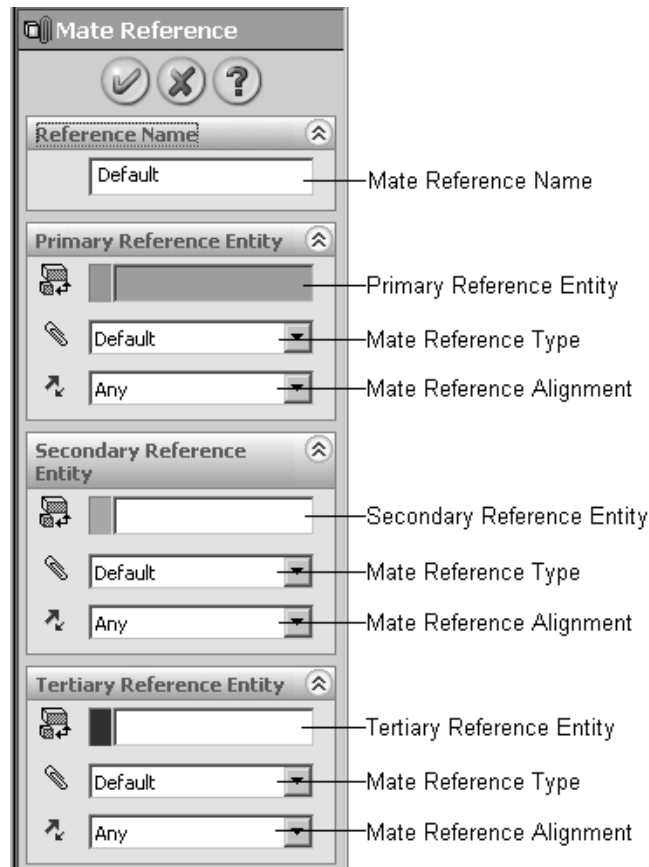 Mate Reference
?
Reference Name
Default
Mate Reference Name
Primary Reference Entity
Primary Reference Entity
Default
Mate Reference Type
Any
Mate Reference Alignment
Secondary Reference
Entity
Secondary Reference Entity
Default
Mate Reference Type
Any
Mate Reference Alignment
Tertiary Reference Entity
Tertiary Reference Entity
Default
Mate Reference Type
Any
Mate Reference Alignment